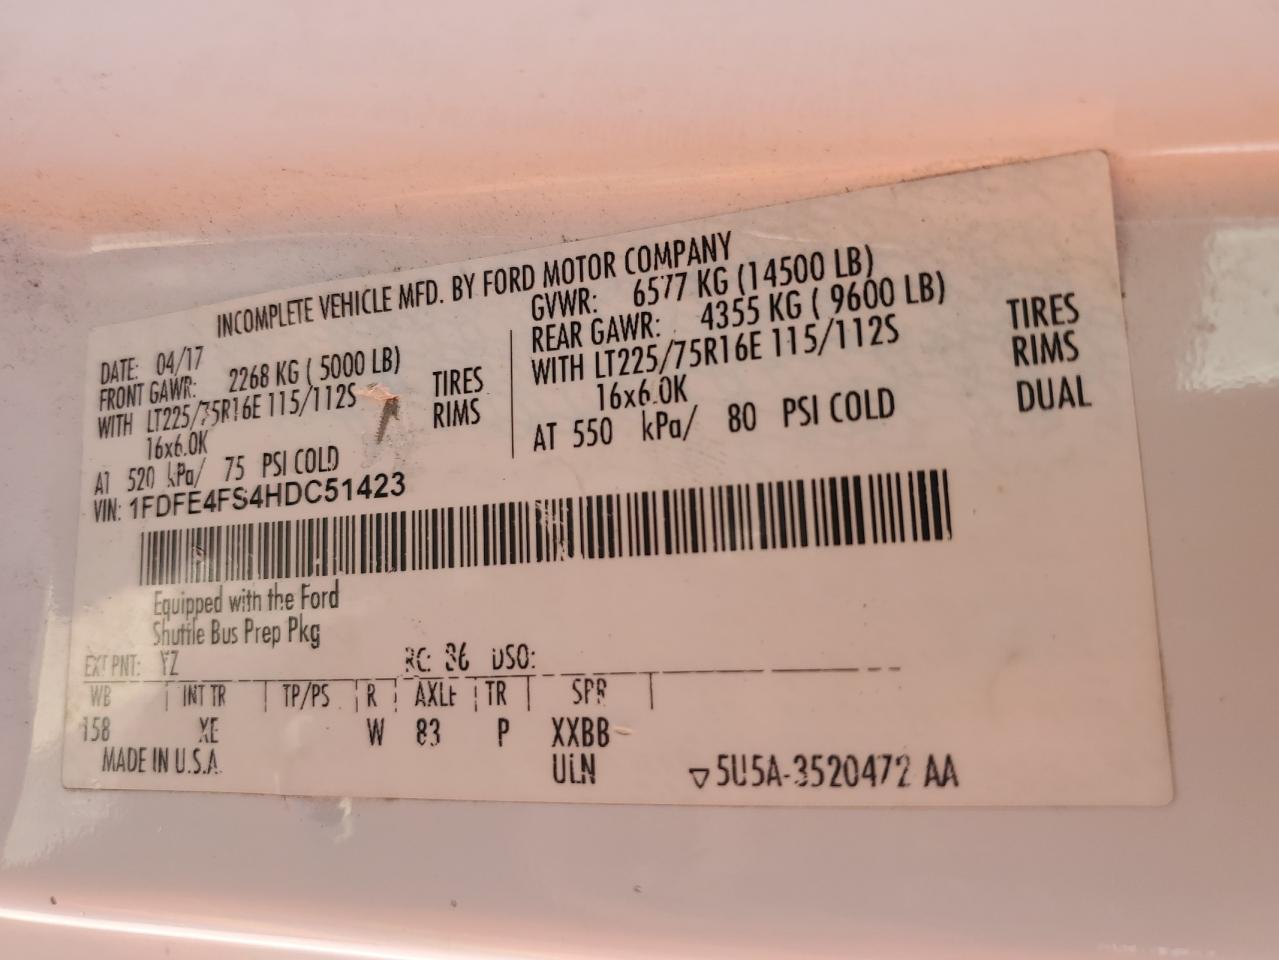 INCOMPLETE VEHICLE MFD. BY FORD MOTOR COMPANY
DATE: 04/17
FRONT GAWR: 2268 KG ( 5000 LB)
WITH LT225/75R16E 115/112S TIRES
16x6.0K RIMS
AT 520 kPa/ 75 PSI COLD
GVWR: 6577 KG (14500 LB)
REAR GAWR: 4355 KG ( 9600 LB)
WITH LT225/75R16E 115/112S TIRES
16x6.0K RIMS
AT 550 kPa/ 80 PSI COLD DUAL
VIN: 1FDFE4FS4HDC51423
Equipped with the Ford
Shuttle Bus Prep Pkg
EXT PNT: YZ RC: 36 DSO:
WB INT TR TP/PS R AXLE TR SPR
158 XE W 83 P XXBB
MADE IN U.S.A. ULN ▽5U5A-3520472 AA